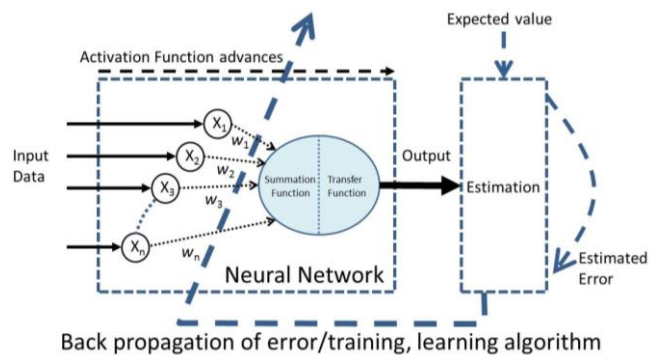 Expected value
Activation Function advances
X1
w1
Input
Data
X2
w2
X3
w3
Xn
wn
Summation
Function
Transfer
Function
Output
Estimation
Neural Network
Estimated
Error
Back propagation of error/training, learning algorithm